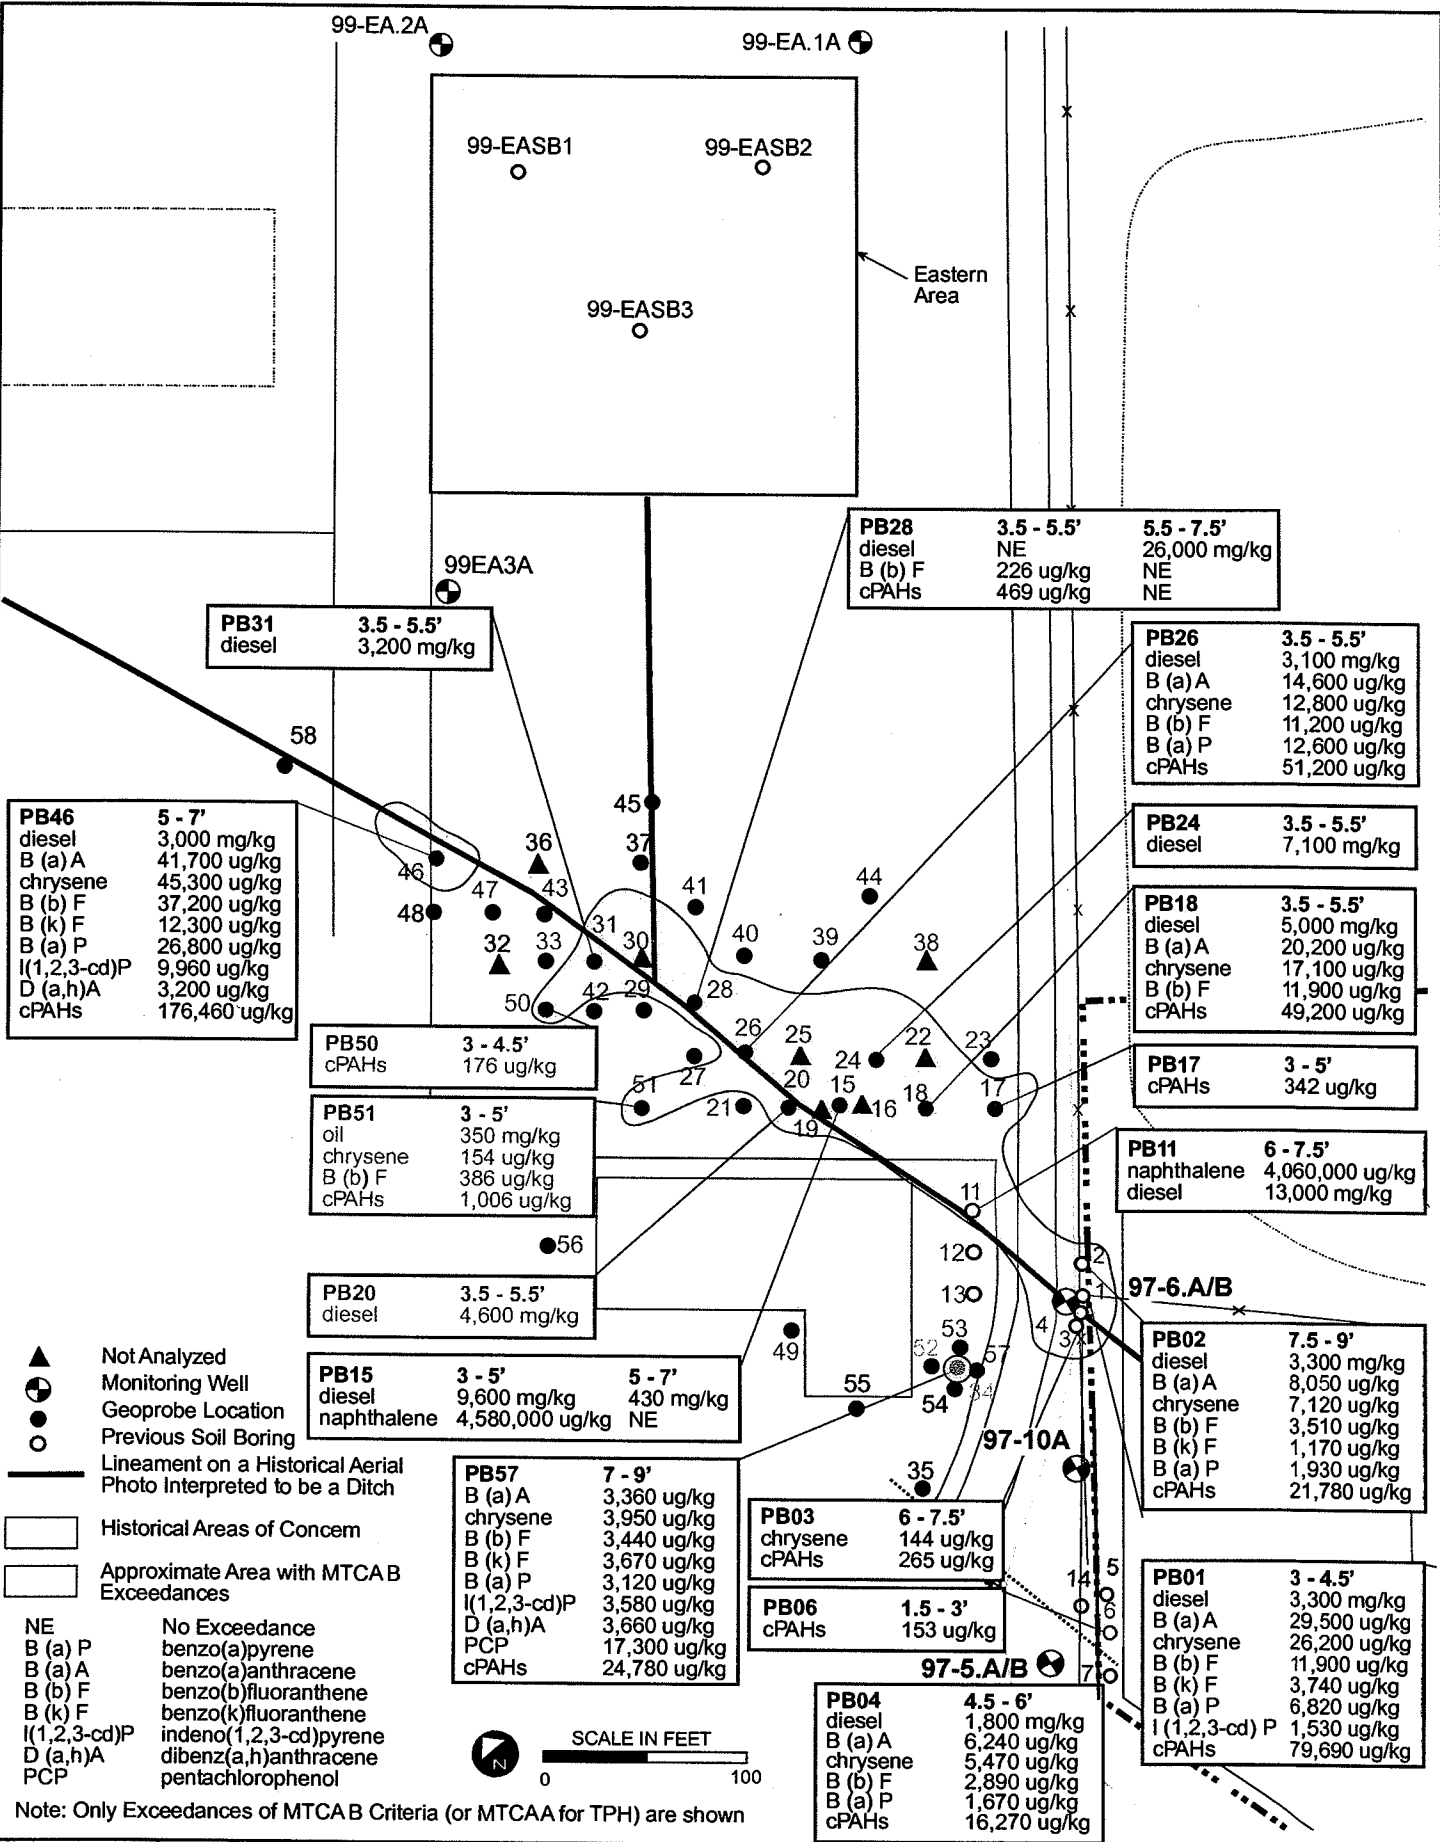 99-EA.2A
99-EA.1A
99-EASB1
99-EASB2
99-EASB3
Eastern
Area
99EA3A
PB28 3.5 - 5.5' 5.5 - 7.5'
diesel NE 26,000 mg/kg
B (b) F 226 ug/kg NE
cPAHs 469 ug/kg NE
PB31 3.5 - 5.5'
diesel 3,200 mg/kg
PB26 3.5 - 5.5'
diesel 3,100 mg/kg
B (a) A 14,600 ug/kg
chrysene 12,800 ug/kg
B (b) F 11,200 ug/kg
B (a) P 12,600 ug/kg
cPAHs 51,200 ug/kg
58
PB46 5 - 7'
diesel 3,000 mg/kg
B (a) A 41,700 ug/kg
chrysene 45,300 ug/kg
B (b) F 37,200 ug/kg
B (k) F 12,300 ug/kg
B (a) P 26,800 ug/kg
I(1,2,3-cd)P 9,960 ug/kg
D (a,h)A 3,200 ug/kg
cPAHs 176,460 ug/kg
PB24 3.5 - 5.5'
diesel 7,100 mg/kg
PB18 3.5 - 5.5'
diesel 5,000 mg/kg
B (a) A 20,200 ug/kg
chrysene 17,100 ug/kg
B (b) F 11,900 ug/kg
cPAHs 49,200 ug/kg
45
36
37
46
47
43
41
44
48
31
32
33
30
40
39
38
50
42
29
28
26
25
24
22
23
27
51
21
20
19
15
16
18
17
PB50 3 - 4.5'
cPAHs 176 ug/kg
PB17 3 - 5'
cPAHs 342 ug/kg
PB51 3 - 5'
oil 350 mg/kg
chrysene 154 ug/kg
B (b) F 386 ug/kg
cPAHs 1,006 ug/kg
PB11 6 - 7.5'
naphthalene 4,060,000 ug/kg
diesel 13,000 mg/kg
11
12
13
56
2
1
4
3
97-6.A/B
PB20 3.5 - 5.5'
diesel 4,600 mg/kg
49
53
52
57
54
34
55
PB02 7.5 - 9'
diesel 3,300 mg/kg
B (a) A 8,050 ug/kg
chrysene 7,120 ug/kg
B (b) F 3,510 ug/kg
B (k) F 1,170 ug/kg
B (a) P 1,930 ug/kg
cPAHs 21,780 ug/kg
Not Analyzed
Monitoring Well
Geoprobe Location
Previous Soil Boring
Lineament on a Historical Aerial
Photo Interpreted to be a Ditch
Historical Areas of Concern
Approximate Area with MTCA B
Exceedances
PB15 3 - 5' 5 - 7'
diesel 9,600 mg/kg 430 mg/kg
naphthalene 4,580,000 ug/kg NE
97-10A
35
PB57 7 - 9'
B (a) A 3,360 ug/kg
chrysene 3,950 ug/kg
B (b) F 3,440 ug/kg
B (k) F 3,670 ug/kg
B (a) P 3,120 ug/kg
I(1,2,3-cd)P 3,580 ug/kg
D (a,h)A 3,660 ug/kg
PCP 17,300 ug/kg
cPAHs 24,780 ug/kg
PB03 6 - 7.5'
chrysene 144 ug/kg
cPAHs 265 ug/kg
PB06 1.5 - 3'
cPAHs 153 ug/kg
14
5
6
7
97-5.A/B
PB01 3 - 4.5'
diesel 3,300 mg/kg
B (a) A 29,500 ug/kg
chrysene 26,200 ug/kg
B (b) F 11,900 ug/kg
B (k) F 3,740 ug/kg
B (a) P 6,820 ug/kg
I (1,2,3-cd) P 1,530 ug/kg
cPAHs 79,690 ug/kg
PB04 4.5 - 6'
diesel 1,800 mg/kg
B (a) A 6,240 ug/kg
chrysene 5,470 ug/kg
B (b) F 2,890 ug/kg
B (a) P 1,670 ug/kg
cPAHs 16,270 ug/kg
NE No Exceedance
B (a) P benzo(a)pyrene
B (a) A benzo(a)anthracene
B (b) F benzo(b)fluoranthene
B (k) F benzo(k)fluoranthene
I(1,2,3-cd)P indeno(1,2,3-cd)pyrene
D (a,h)A dibenz(a,h)anthracene
PCP pentachlorophenol
N
SCALE IN FEET
0 100
Note: Only Exceedances of MTCA B Criteria (or MTCAA for TPH) are shown